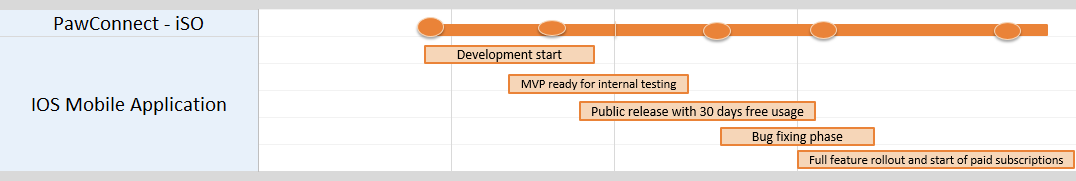 PawConnect - iSO
Development start
MVP ready for internal testing
IOS Mobile Application
Public release with 30 days free usage
Bug fixing phase
Full feature rollout and start of paid subscriptions